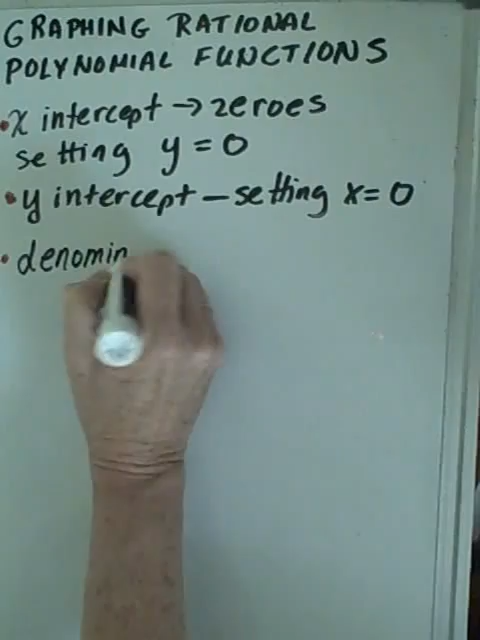 GRAPHING RATIONAL
POLYNOMIAL FUNCTIONS
• x intercept → zeroes
setting y = 0
• y intercept – setting x = 0
• denomin